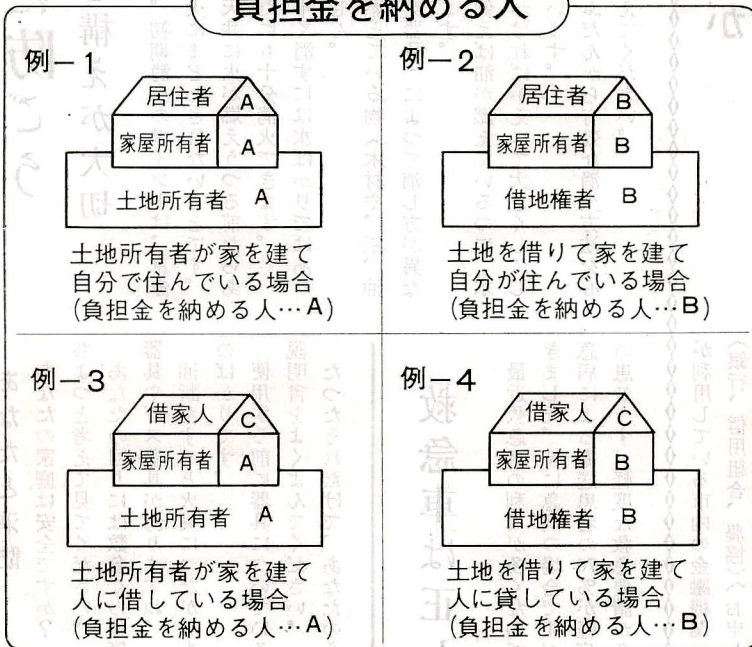 負担金を納める人
例－1
居住者 A
家屋所有者 A
土地所有者 A
土地所有者が家を建て
自分で住んでいる場合
(負担金を納める人…A)
例－2
居住者 B
家屋所有者 B
借地権者 B
土地を借りて家を建て
自分が住んでいる場合
(負担金を納める人…B)
例－3
借家人 C
家屋所有者 A
土地所有者 A
土地所有者が家を建て
人に借している場合
(負担金を納める人…A)
例－4
借家人 C
家屋所有者 B
借地権者 B
土地を借りて家を建て
人に貸している場合
(負担金を納める人…B)